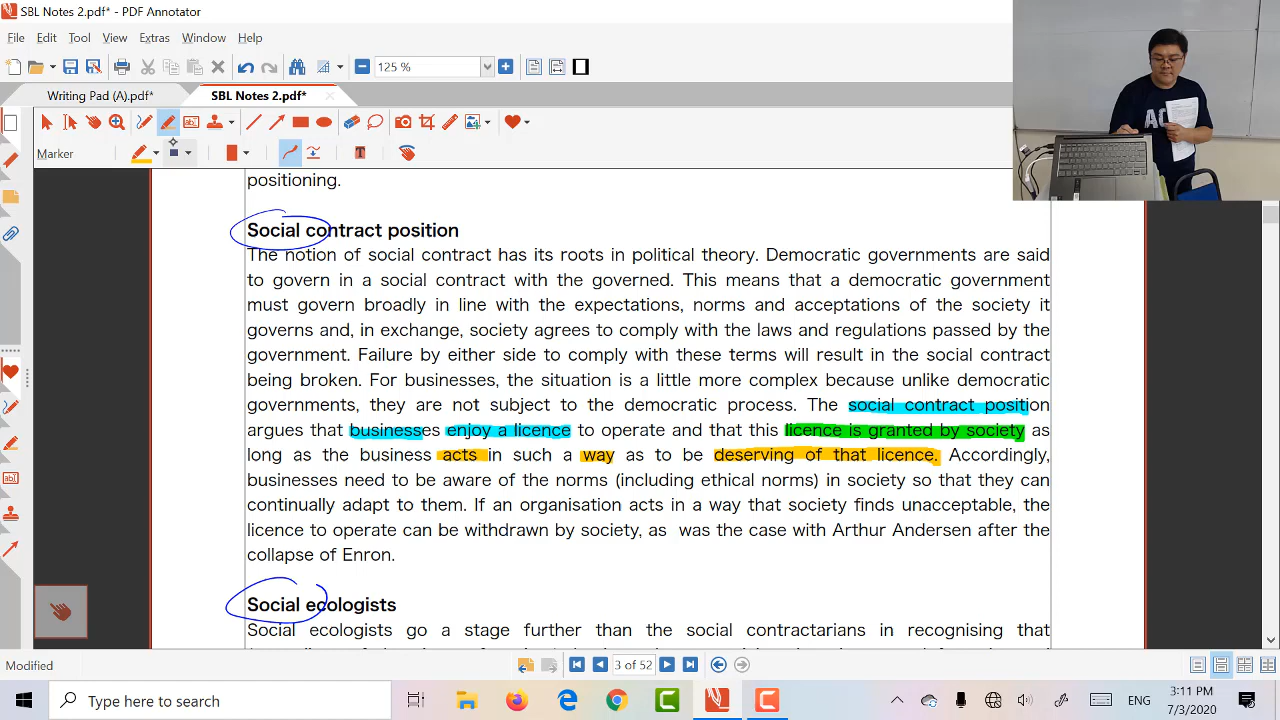 SBL Notes 2.pdf* - PDF Annotator
File Edit Tool View Extras Window Help
125 %
Writing Pad (A).pdf* SBL Notes 2.pdf*
Marker
positioning.
Social contract position
The notion of social contract has its roots in political theory. Democratic governments are said
to govern in a social contract with the governed. This means that a democratic government
must govern broadly in line with the expectations, norms and acceptations of the society it
governs and, in exchange, society agrees to comply with the laws and regulations passed by the
government. Failure by either side to comply with these terms will result in the social contract
being broken. For businesses, the situation is a little more complex because unlike democratic
governments, they are not subject to the democratic process. The social contract position
argues that businesses enjoy a licence to operate and that this licence is granted by society as
long as the business acts in such a way as to be deserving of that licence. Accordingly,
businesses need to be aware of the norms (including ethical norms) in society so that they can
continually adapt to them. If an organisation acts in a way that society finds unacceptable, the
licence to operate can be withdrawn by society, as was the case with Arthur Andersen after the
collapse of Enron.
Social ecologists
Social ecologists go a stage further than the social contractarians in recognising that
Modified
3 of 52
Type here to search
ENG
3:11 PM
7/3/2020